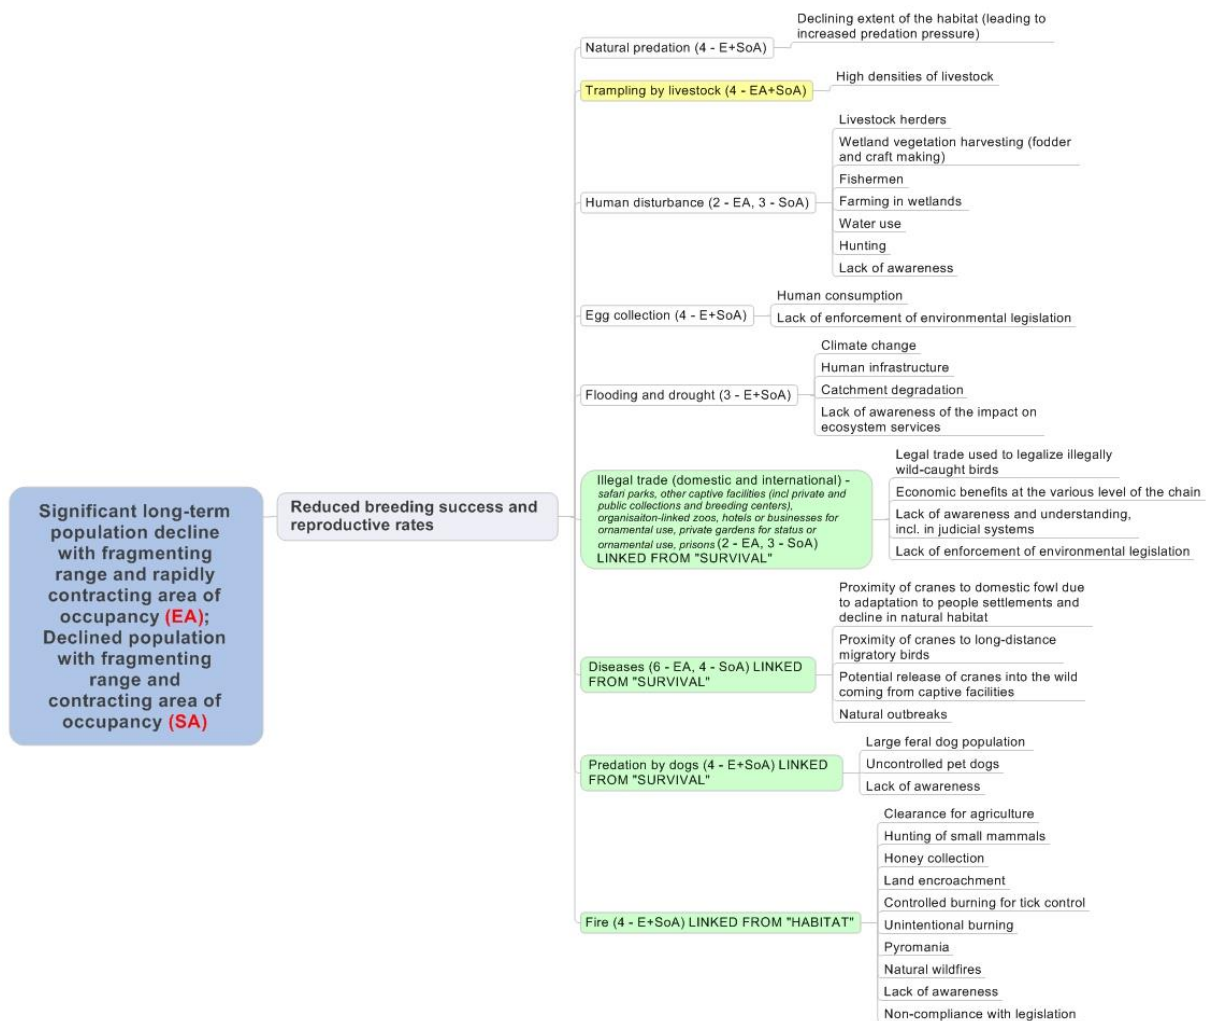 Significant long-term
population decline
with fragmenting
range and rapidly
contracting area of
occupancy (EA);
Declined population
with fragmenting
range and
contracting area of
occupancy (SA)
Reduced breeding success and
reproductive rates
Natural predation (4 - E+SoA)
Declining extent of the habitat (leading to
increased predation pressure)
Trampling by livestock (4 - EA+SoA)
High densities of livestock
Human disturbance (2 - EA, 3 - SoA)
Livestock herders
Wetland vegetation harvesting (fodder
and craft making)
Fishermen
Farming in wetlands
Water use
Hunting
Lack of awareness
Egg collection (4 - E+SoA)
Human consumption
Lack of enforcement of environmental legislation
Flooding and drought (3 - E+SoA)
Climate change
Human infrastructure
Catchment degradation
Lack of awareness of the impact on
ecosystem services
Illegal trade (domestic and international) -
safari parks, other captive facilities (incl private and
public collections and breeding centers),
organisaiton-linked zoos, hotels or businesses for
ornamental use, private gardens for status or
ornamental use, prisons (2 - EA, 3 - SoA)
LINKED FROM "SURVIVAL"
Legal trade used to legalize illegally
wild-caught birds
Economic benefits at the various level of the chain
Lack of awareness and understanding,
incl. in judicial systems
Lack of enforcement of environmental legislation
Diseases (6 - EA, 4 - SoA) LINKED
FROM "SURVIVAL"
Proximity of cranes to domestic fowl due
to adaptation to people settlements and
decline in natural habitat
Proximity of cranes to long-distance
migratory birds
Potential release of cranes into the wild
coming from captive facilities
Natural outbreaks
Predation by dogs (4 - E+SoA) LINKED
FROM "SURVIVAL"
Large feral dog population
Uncontrolled pet dogs
Lack of awareness
Fire (4 - E+SoA) LINKED FROM "HABITAT"
Clearance for agriculture
Hunting of small mammals
Honey collection
Land encroachment
Controlled burning for tick control
Unintentional burning
Pyromania
Natural wildfires
Lack of awareness
Non-compliance with legislation